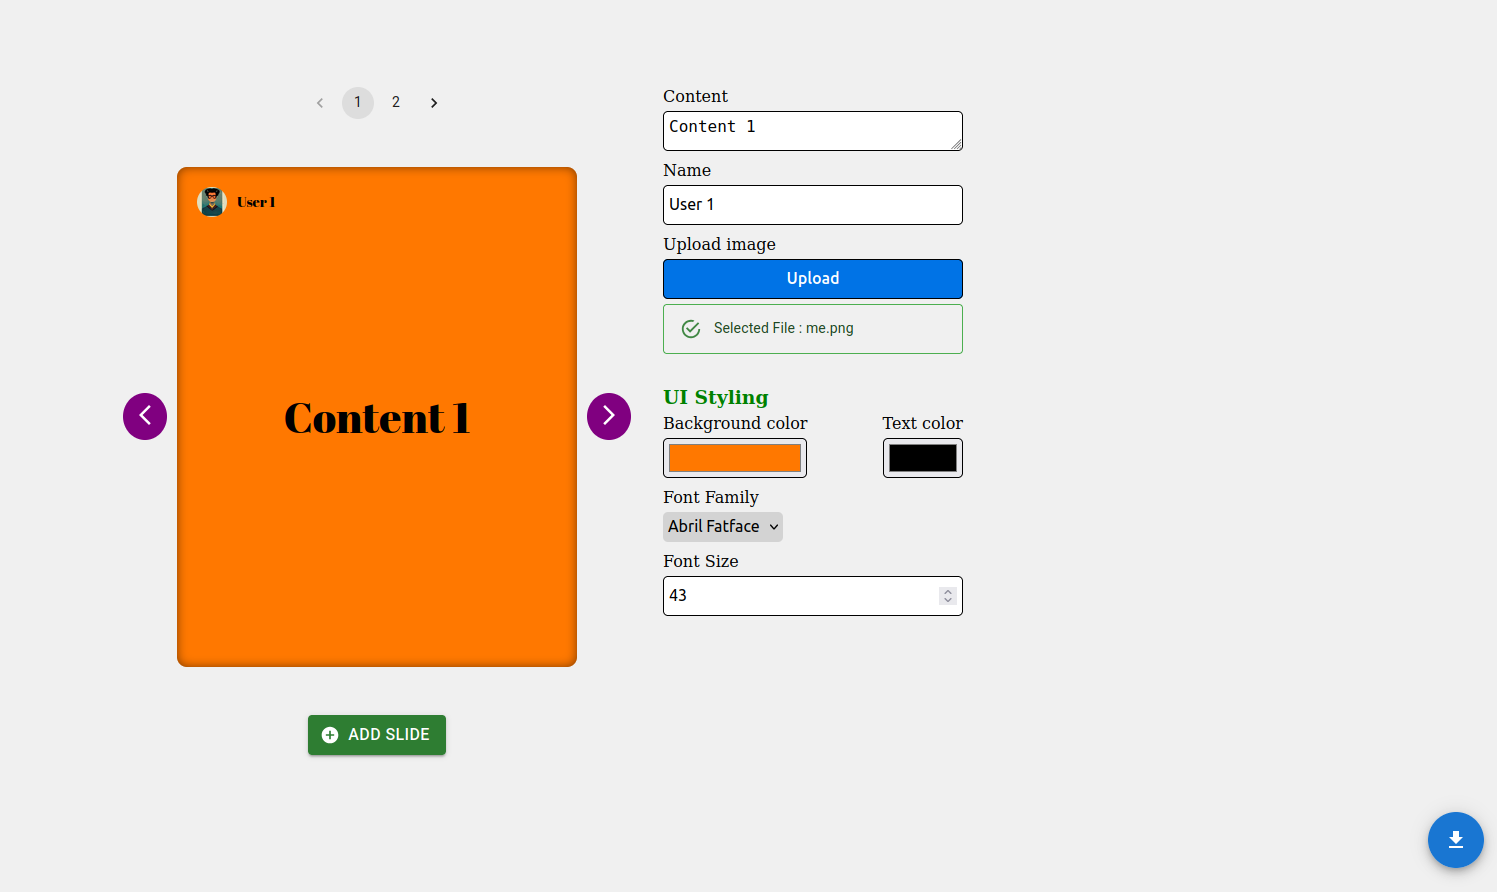 1 2
User 1
Content 1
ADD SLIDE
Content
Content 1
Name
User 1
Upload image
Upload
Selected File : me.png
UI Styling
Background color Text color
Font Family
Abril Fatface
Font Size
43